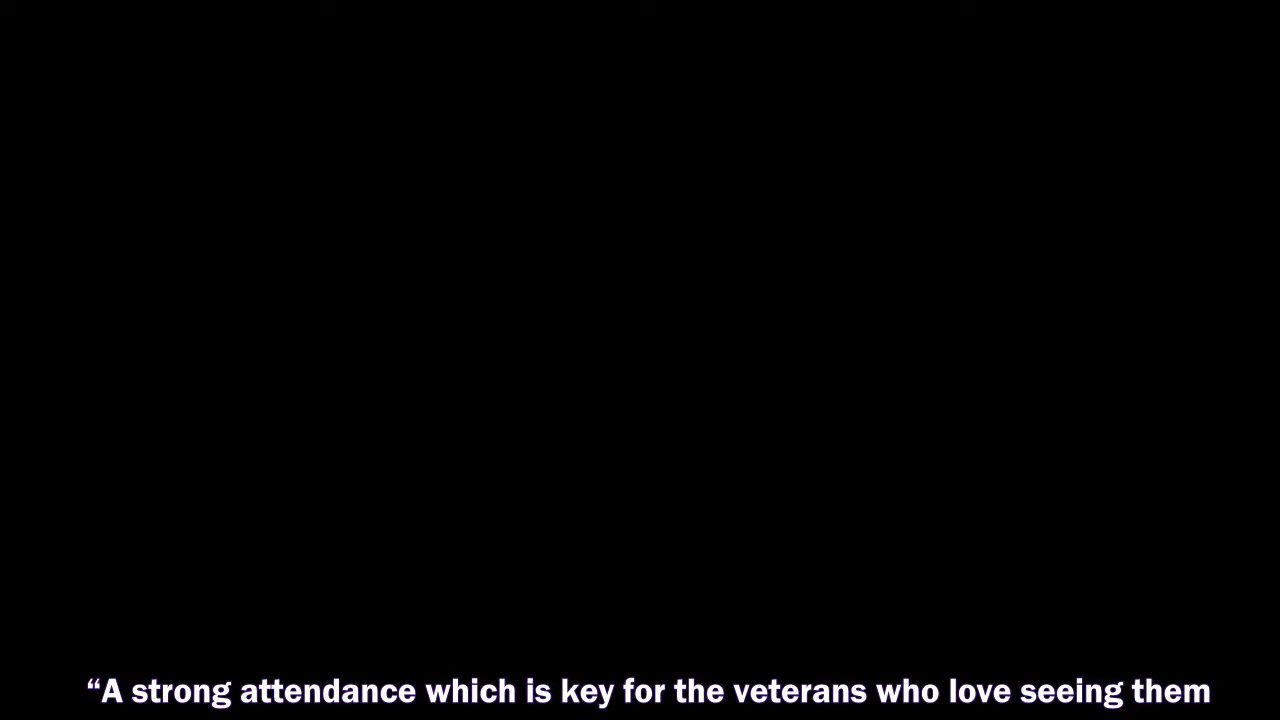 “A strong attendance which is key for the veterans who love seeing them